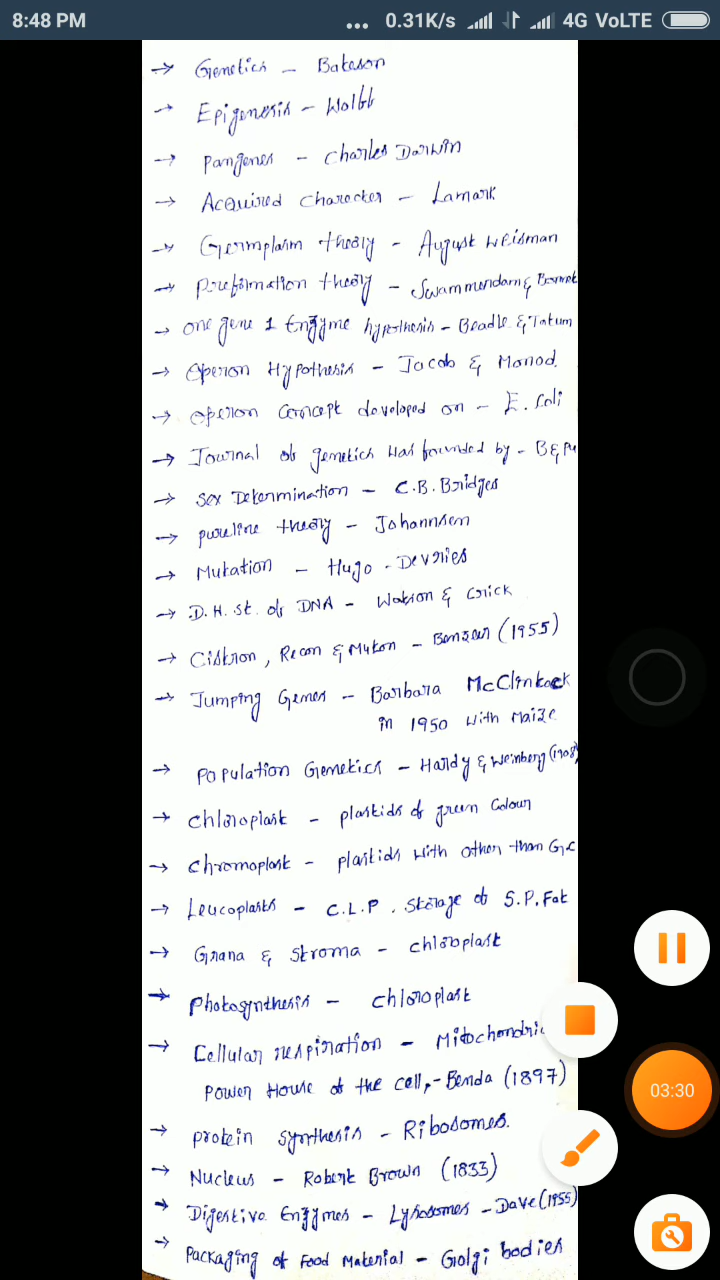 8:48 PM ... 0.31K/s 4G VoLTE
→ Genetics - Bateson
→ Epigenesis - Wolff
→ Pangenes - Charles Darwin
→ Acquired Charecter - Lamark
→ Germplasm theory - August Weisman
→ Preformation theory - Swammerdam & Bonnet
→ One gene 1 Enzyme hypothesis - Beadle & Tatum
→ Operon Hypothesis - Jacob & Monod.
→ Operon Concept developed on - E. Coli
→ Journal of genetics was founded by - B & Pu
→ Sex Determination - C.B. Bridges
→ pureline theory - Johannsen
→ Mutation - Hugo - Devries
→ D.H. St. of DNA - Watson & Crick
→ Cistron, Recon & Muton - Benzer (1955)
→ Jumping Genes - Barbara McClintock
in 1950 with Maize
→ Population Genetics - Hardy & Weinberg (1908)
→ Chloroplast - plastids of green Colour
→ Chromoplast - plastids with other than G.C
→ Leucoplasts - C.L.P. Storage of S.P. Fat
→ Grana & Stroma - chloroplast
→ Photosynthesis - chloroplast
→ Cellular respiration - Mitochondri
Power House of the cell, - Benda (1897)
→ protein synthesis - Ribosomes.
→ Nucleus - Robert Brown (1833)
→ Digestive Enzymes - Lysosomes - Dave (1955)
→ Packaging of Food Material - Golgi bodies
03:30